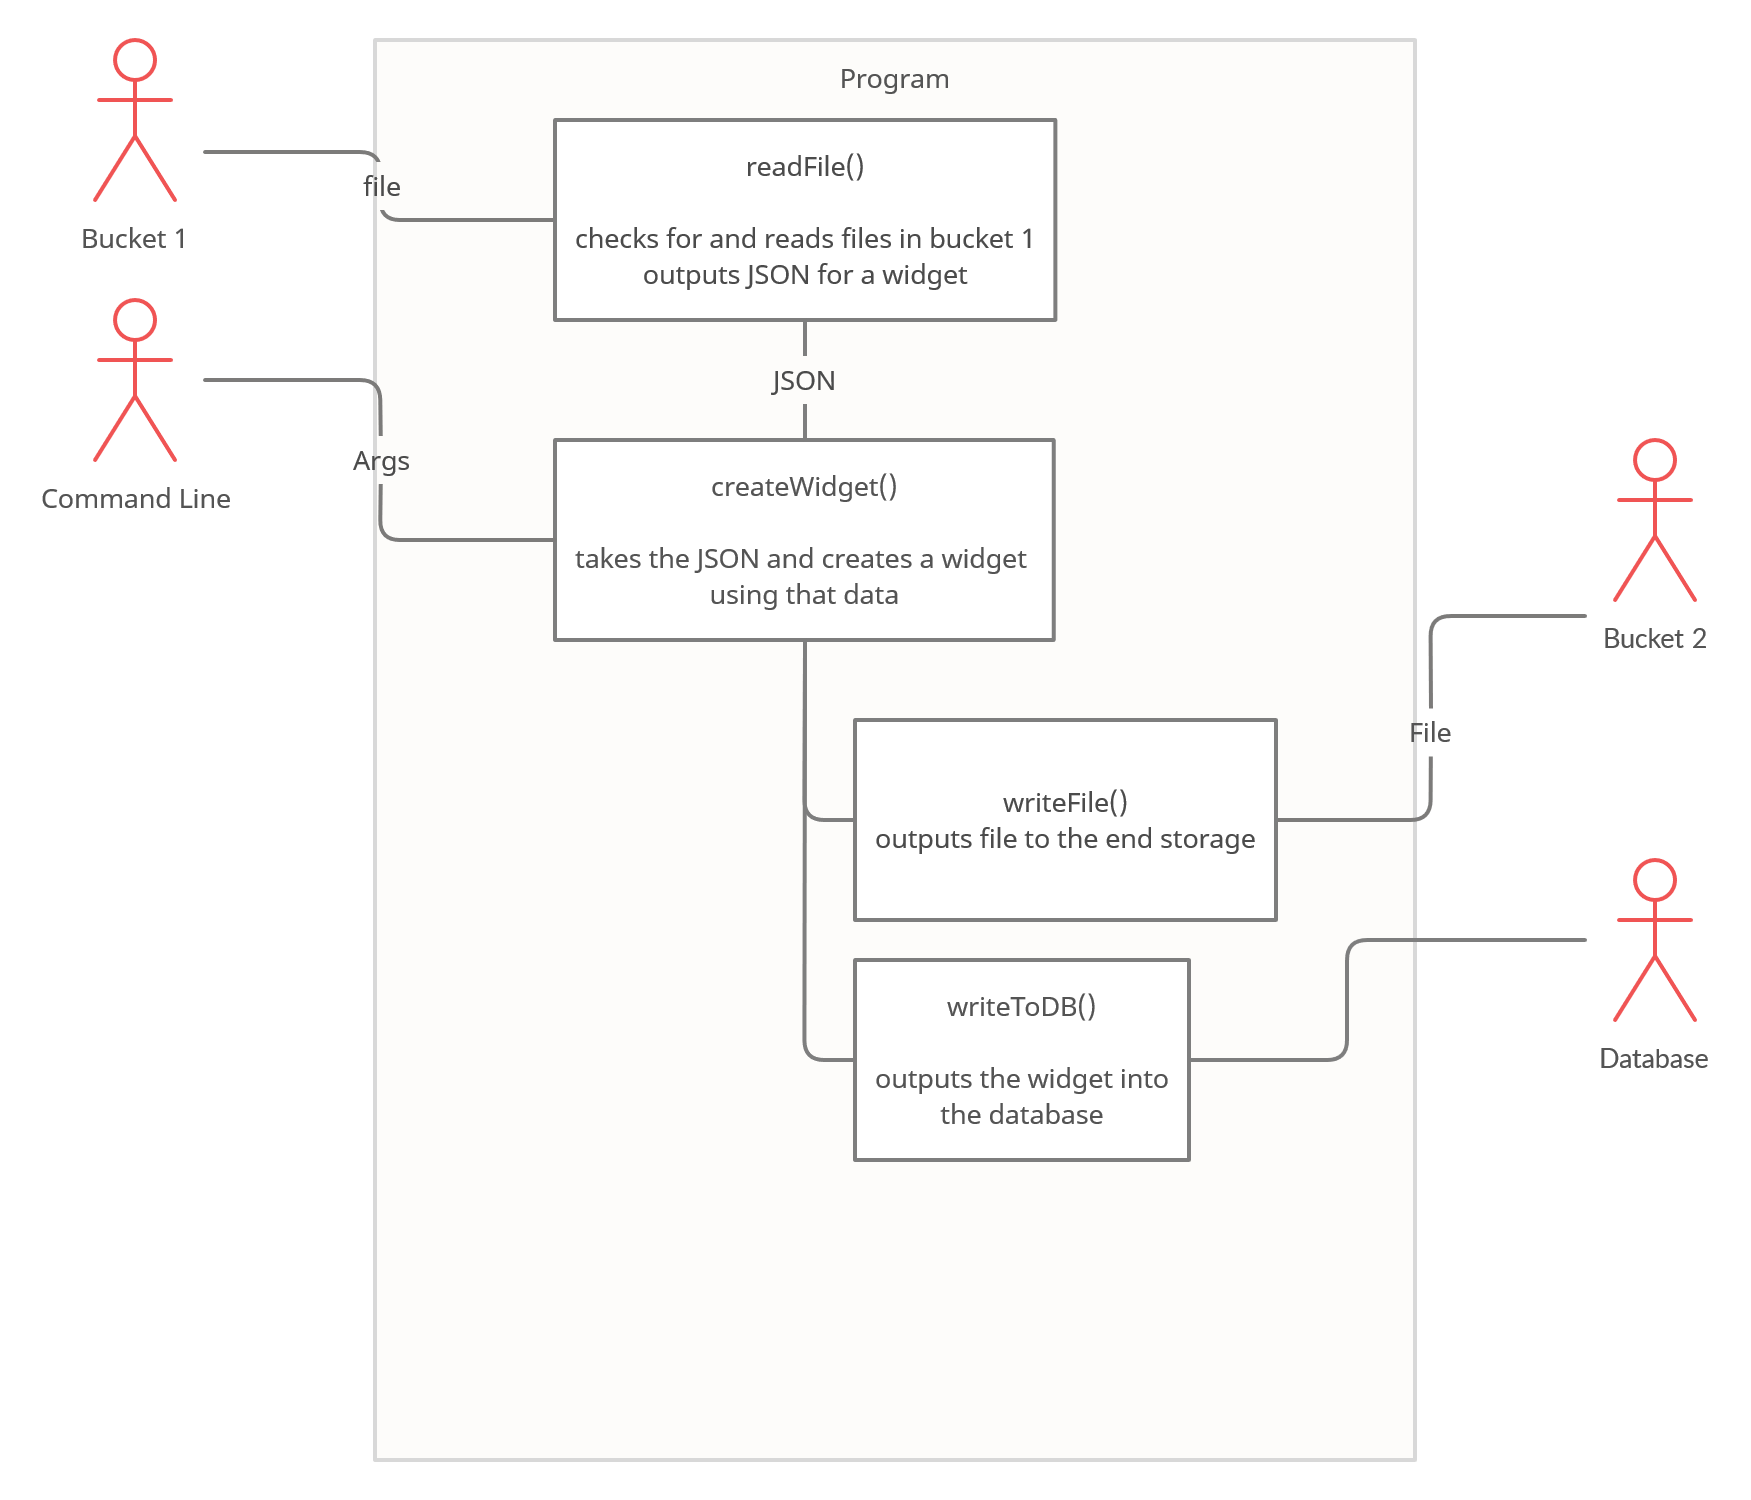 Program
readFile()
checks for and reads files in bucket 1
outputs JSON for a widget
file
Bucket 1
JSON
Args
Command Line
createWidget()
takes the JSON and creates a widget
using that data
Bucket 2
File
writeFile()
outputs file to the end storage
writeToDB()
outputs the widget into
the database
Database